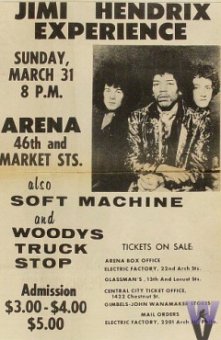 JIMI HENDRIX
EXPERIENCE
SUNDAY,
MARCH 31
8 P.M.
ARENA
46th and
MARKET STS.
also
SOFT MACHINE
and
WOODYS
TRUCK
STOP
TICKETS ON SALE:
ARENA BOX OFFICE
ELECTRIC FACTORY, 22nd Arch Sts.
GLASSMAN'S, 13th And Locust Sts.
CENTRAL CITY TICKET OFFICE,
1422 Chestnut St.
GIMBELS-JOHN WANAMAKER
MAIL ORDERS
ELECTRIC FACTORY, 2201 Arch
Admission
$3.00 - $4.00
$5.00